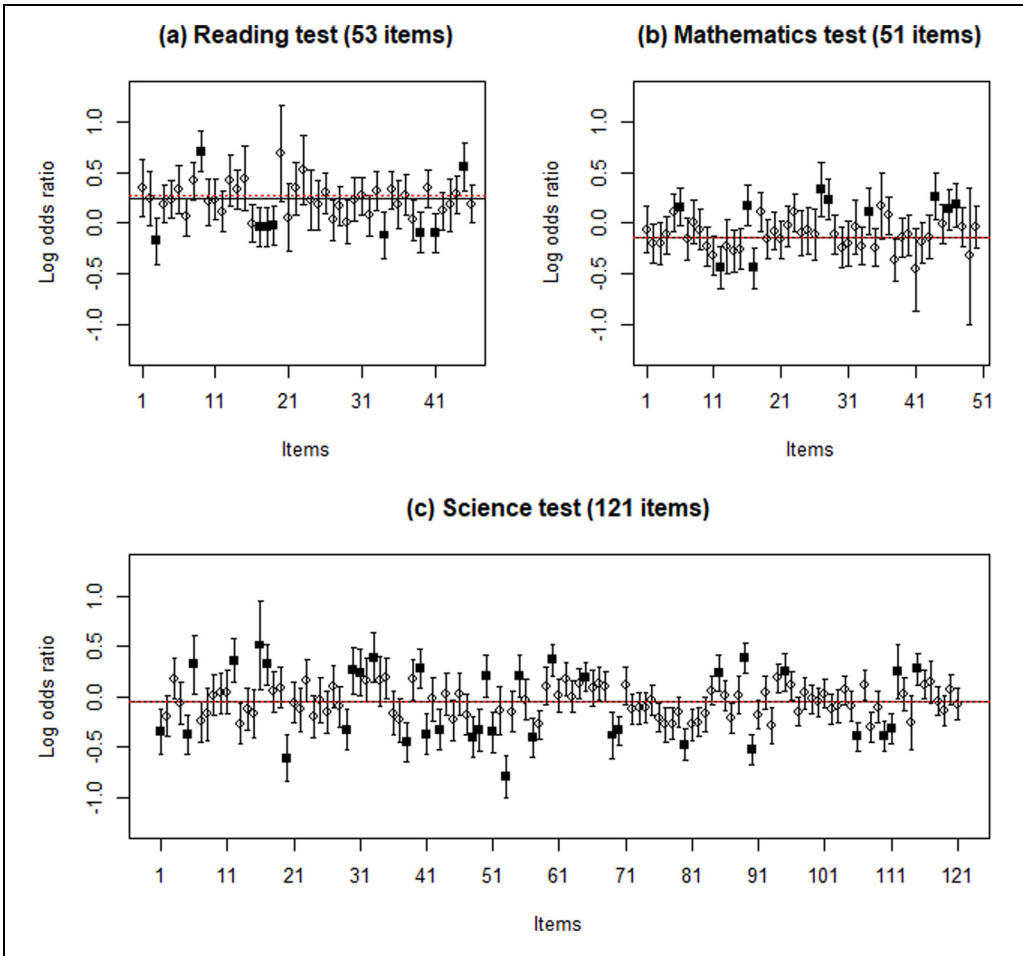 (a) Reading test (53 items)
Log odds ratio
1.0
0.5
0.0
-0.5
-1.0
1 11 21 31 41
Items
(b) Mathematics test (51 items)
Log odds ratio
1.0
0.5
0.0
-0.5
-1.0
1 11 21 31 41 51
Items
(c) Science test (121 items)
Log odds ratio
1.0
0.5
0.0
-0.5
-1.0
1 11 21 31 41 51 61 71 81 91 101 111 121
Items